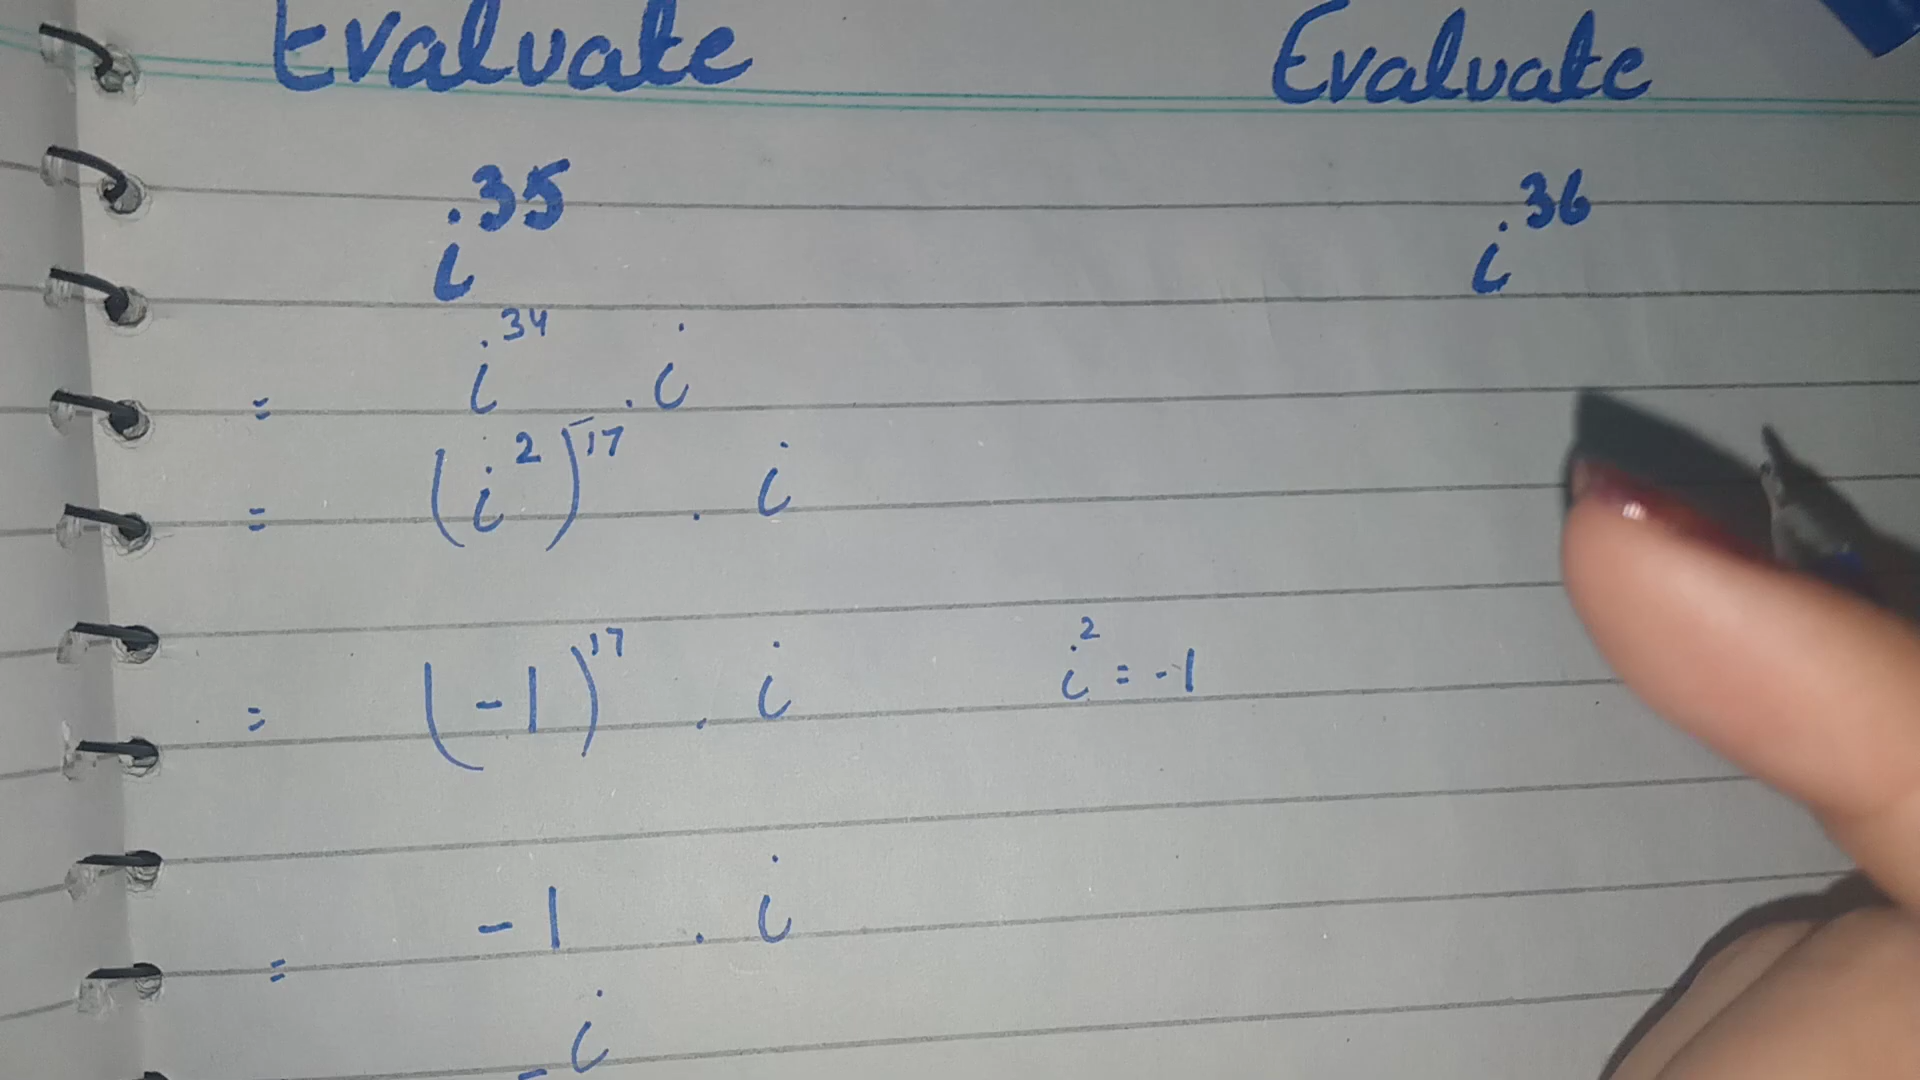 Evaluate
i^35
= i^34 . i
= (i^2)^17 . i
= (-1)^17 . i
i^2 = -1
= -1 . i
-i
Evaluate
i^36